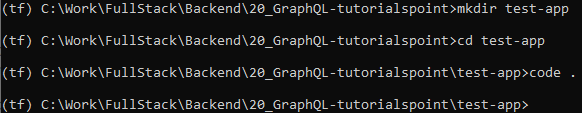 (tf) C:\Work\FullStack\Backend\20_GraphQL-tutorialspoint>mkdir test-app
(tf) C:\Work\FullStack\Backend\20_GraphQL-tutorialspoint>cd test-app
(tf) C:\Work\FullStack\Backend\20_GraphQL-tutorialspoint\test-app>code .
(tf) C:\Work\FullStack\Backend\20_GraphQL-tutorialspoint\test-app>